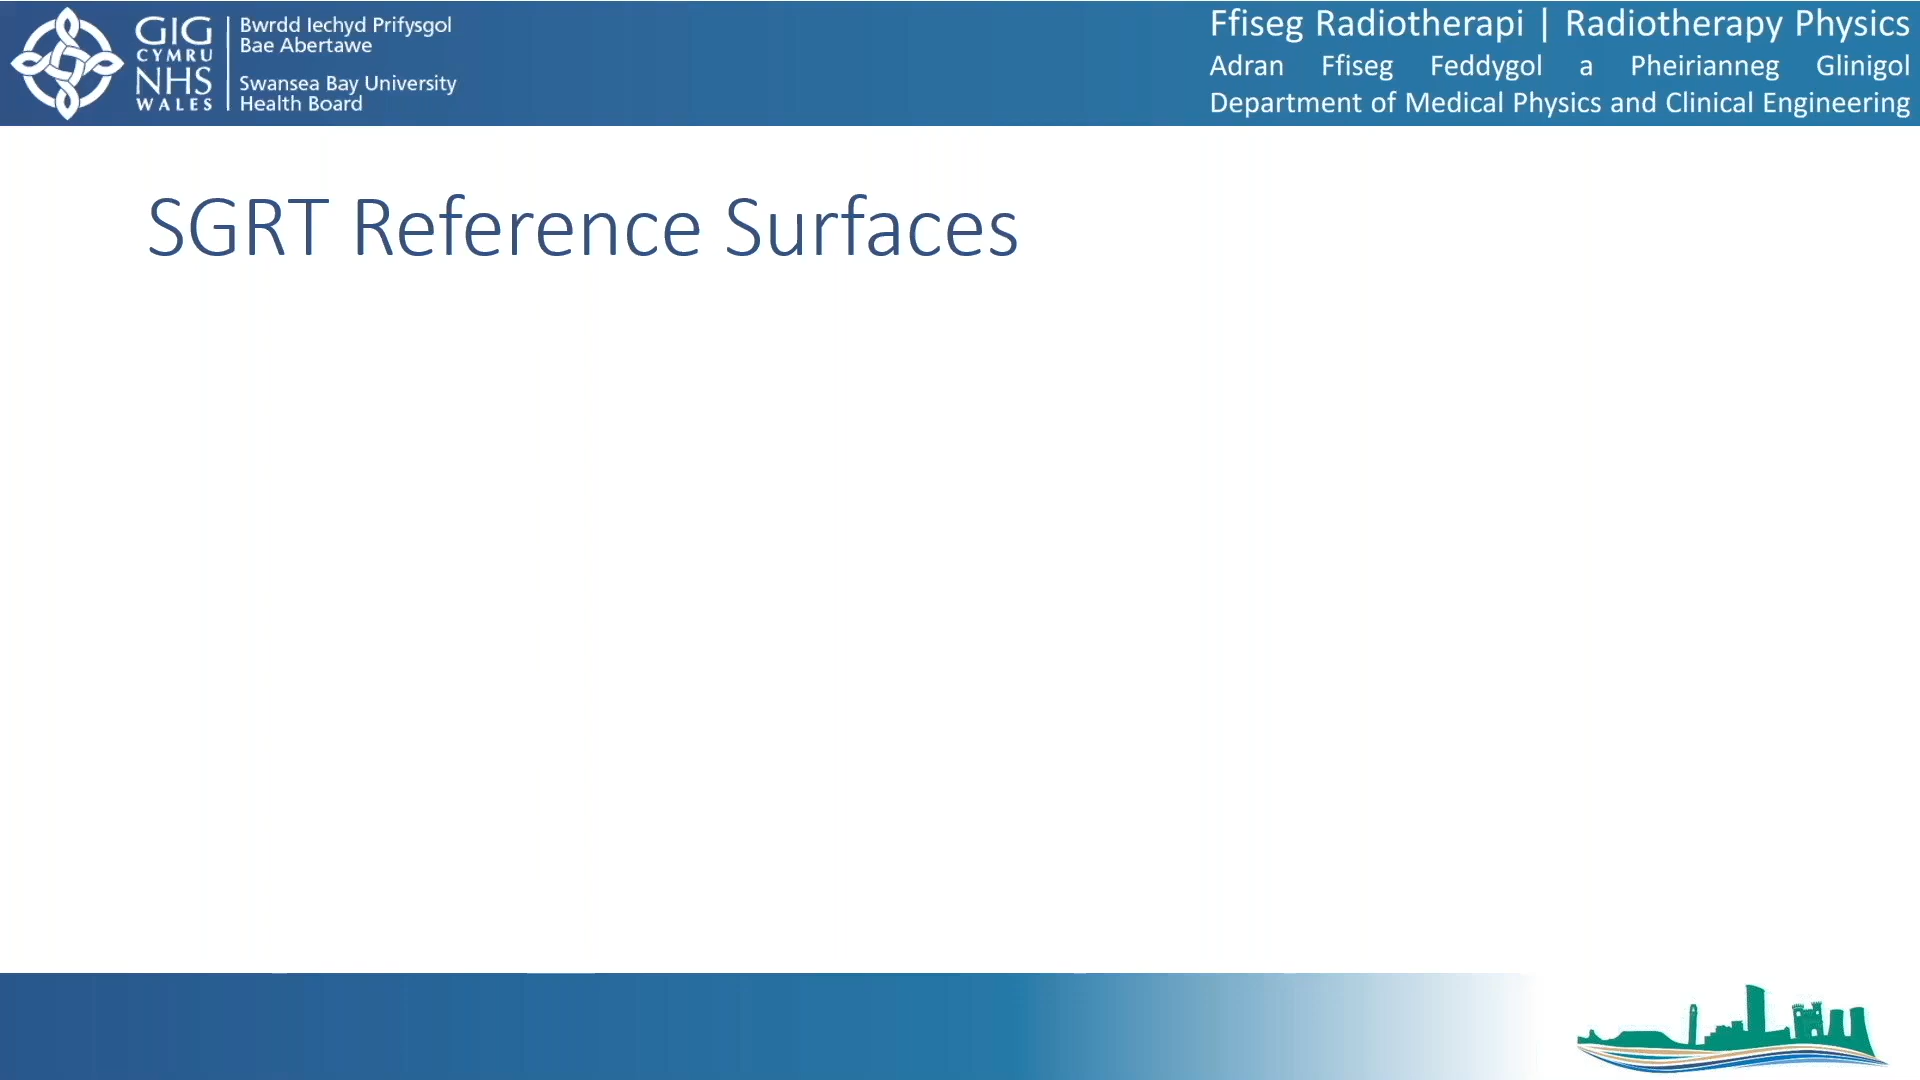 GIG
CYMRU
NHS
WALES
Bwrdd Iechyd Prifysgol
Bae Abertawe
Swansea Bay University
Health Board
Ffiseg Radiotherapi | Radiotherapy Physics
Adran Ffiseg Feddygol a Pheirianneg Glinigol
Department of Medical Physics and Clinical Engineering
SGRT Reference Surfaces